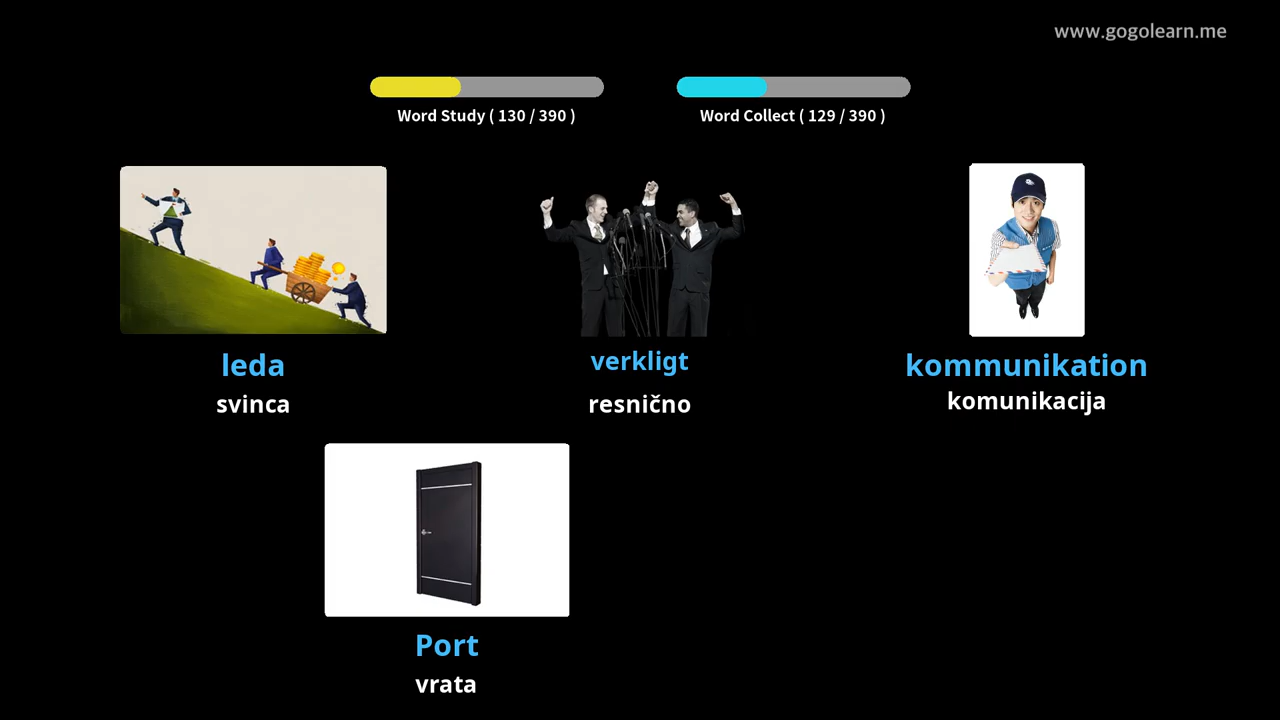 www.gogolearn.me
Word Study ( 130 / 390 )
Word Collect ( 129 / 390 )
leda
svinca
verkligt
resnično
kommunikation
komunikacija
Port
vrata